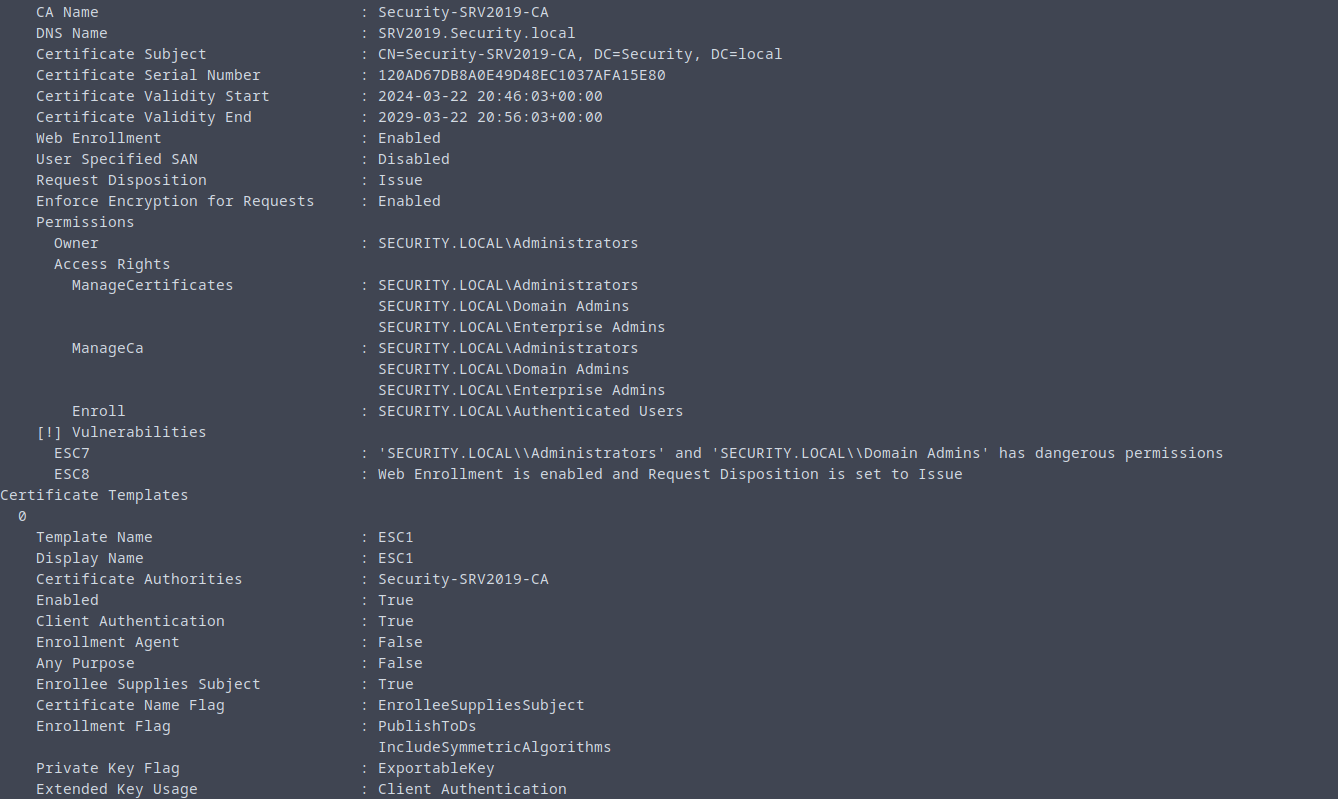 CA Name : Security-SRV2019-CA
DNS Name : SRV2019.Security.local
Certificate Subject : CN=Security-SRV2019-CA, DC=Security, DC=local
Certificate Serial Number : 120AD67DB8A0E49D48EC1037AFA15E80
Certificate Validity Start : 2024-03-22 20:46:03+00:00
Certificate Validity End : 2029-03-22 20:56:03+00:00
Web Enrollment : Enabled
User Specified SAN : Disabled
Request Disposition : Issue
Enforce Encryption for Requests : Enabled
Permissions
Owner : SECURITY.LOCAL\Administrators
Access Rights
ManageCertificates : SECURITY.LOCAL\Administrators
SECURITY.LOCAL\Domain Admins
SECURITY.LOCAL\Enterprise Admins
ManageCa : SECURITY.LOCAL\Administrators
SECURITY.LOCAL\Domain Admins
SECURITY.LOCAL\Enterprise Admins
Enroll : SECURITY.LOCAL\Authenticated Users
[!] Vulnerabilities
ESC7 : 'SECURITY.LOCAL\\Administrators' and 'SECURITY.LOCAL\\Domain Admins' has dangerous permissions
ESC8 : Web Enrollment is enabled and Request Disposition is set to Issue
Certificate Templates
0
Template Name : ESC1
Display Name : ESC1
Certificate Authorities : Security-SRV2019-CA
Enabled : True
Client Authentication : True
Enrollment Agent : False
Any Purpose : False
Enrollee Supplies Subject : True
Certificate Name Flag : EnrolleeSuppliesSubject
Enrollment Flag : PublishToDs
IncludeSymmetricAlgorithms
Private Key Flag : ExportableKey
Extended Key Usage : Client Authentication